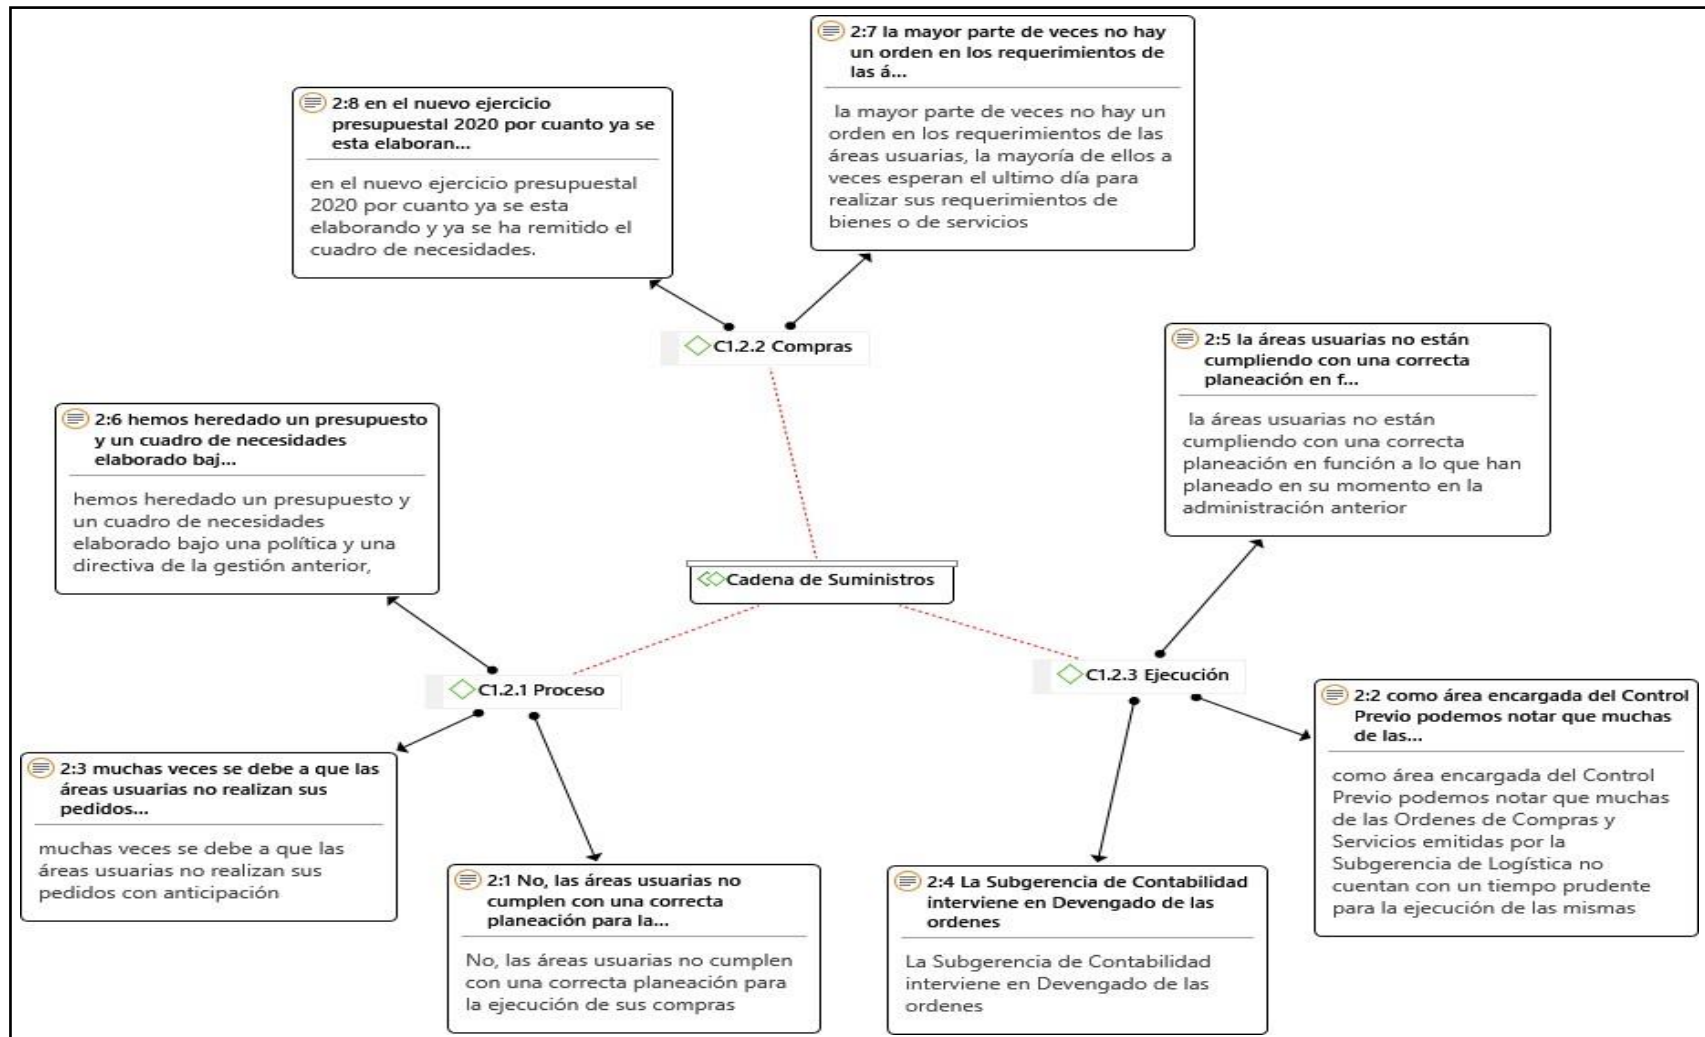 2:7 la mayor parte de veces no hay
un orden en los requerimientos de
las á...
la mayor parte de veces no hay un
orden en los requerimientos de las
áreas usuarias, la mayoría de ellos a
veces esperan el ultimo día para
realizar sus requerimientos de
bienes o de servicios
2:8 en el nuevo ejercicio
presupuestal 2020 por cuanto ya se
esta elaboran...
en el nuevo ejercicio presupuestal
2020 por cuanto ya se esta
elaborando y ya se ha remitido el
cuadro de necesidades.
C1.2.2 Compras
2:5 la áreas usuarias no están
cumpliendo con una correcta
planeación en f...
la áreas usuarias no están
cumpliendo con una correcta
planeación en función a lo que han
planeado en su momento en la
administración anterior
2:6 hemos heredado un presupuesto
y un cuadro de necesidades
elaborado baj...
hemos heredado un presupuesto y
un cuadro de necesidades
elaborado bajo una política y una
directiva de la gestión anterior,
Cadena de Suministros
C1.2.1 Proceso
C1.2.3 Ejecución
2:3 muchas veces se debe a que las
áreas usuarias no realizan sus
pedidos...
muchas veces se debe a que las
áreas usuarias no realizan sus
pedidos con anticipación
2:1 No, las áreas usuarias no
cumplen con una correcta
planeación para la...
No, las áreas usuarias no cumplen
con una correcta planeación para
la ejecución de sus compras
2:4 La Subgerencia de Contabilidad
interviene en Devengado de las
ordenes
La Subgerencia de Contabilidad
interviene en Devengado de las
ordenes
2:2 como área encargada del Control
Previo podemos notar que muchas
de las...
como área encargada del Control
Previo podemos notar que muchas
de las Ordenes de Compras y
Servicios emitidas por la
Subgerencia de Logística no
cuentan con un tiempo prudente
para la ejecución de las mismas